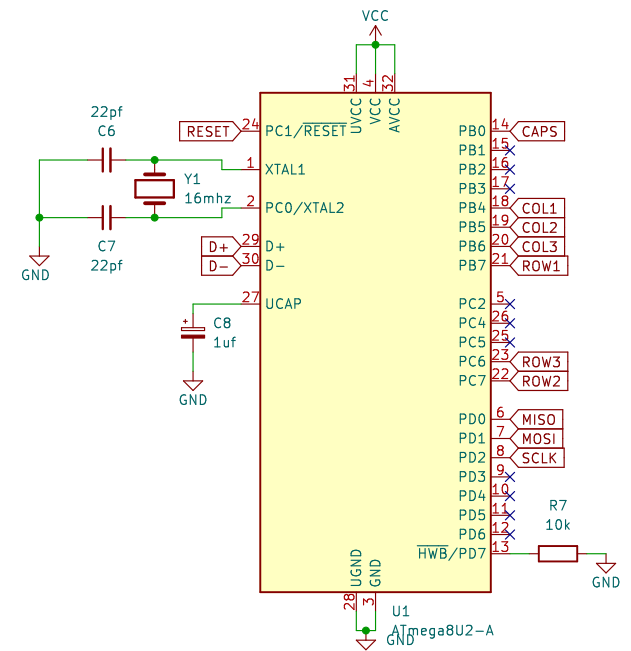 VCC
31
4
32
UVCC
VCC
AVCC
22pf
C6
RESET 24 PC1/RESET
PB0 14 CAPS
PB1 15
1 XTAL1
PB2 16
Y1
16mhz
PB3 17
2 PC0/XTAL2
PB4 18 COL1
C7
22pf
PB5 19 COL2
D+ 29 D+
PB6 20 COL3
D- 30 D-
PB7 21 ROW1
GND
27 UCAP
PC2 5
+
C8
1uf
PC4 26
PC5 25
PC6 23 ROW3
PC7 22 ROW2
GND
PD0 6 MISO
PD1 7 MOSI
PD2 8 SCLK
PD3 9
PD4 10
PD5 11
PD6 12
R7
10k
HWB/PD7 13
GND
UGND
GND
28
3
U1
ATmega8U2-A
GND